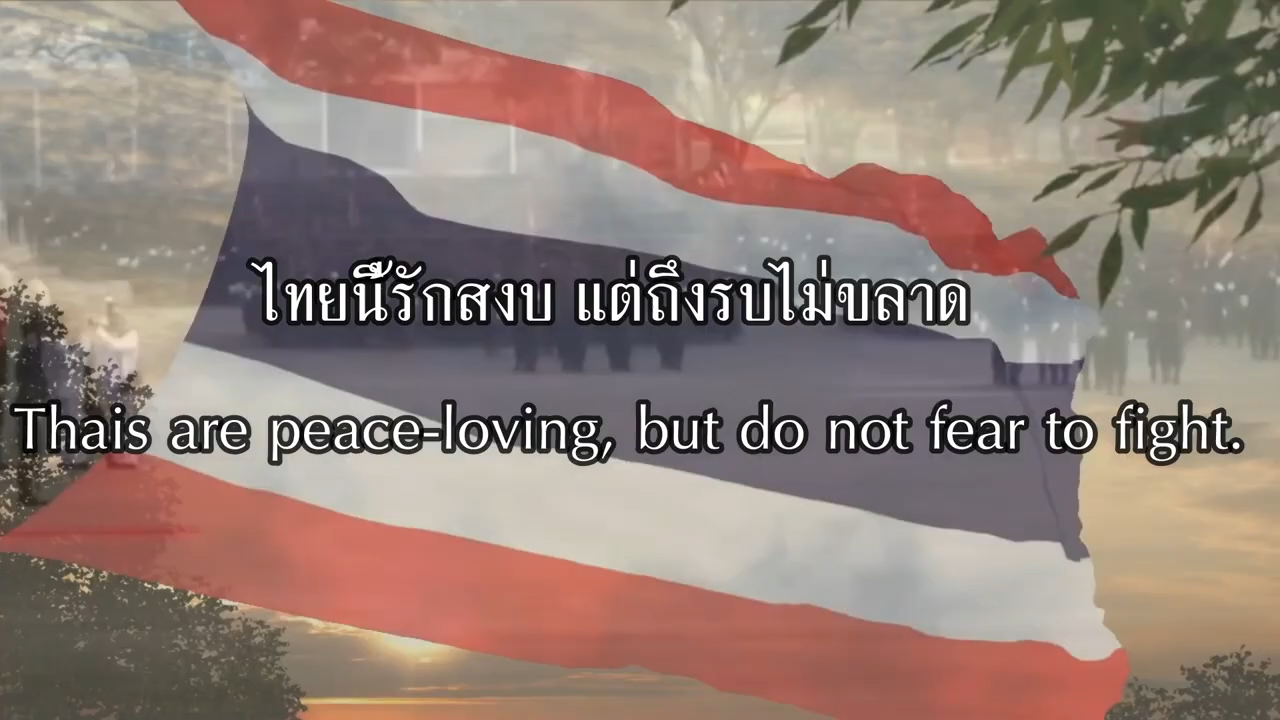 ไทยนี้รักสงบ แต่ถึงรบไม่ขลาด
Thais are peace-loving, but do not fear to fight.